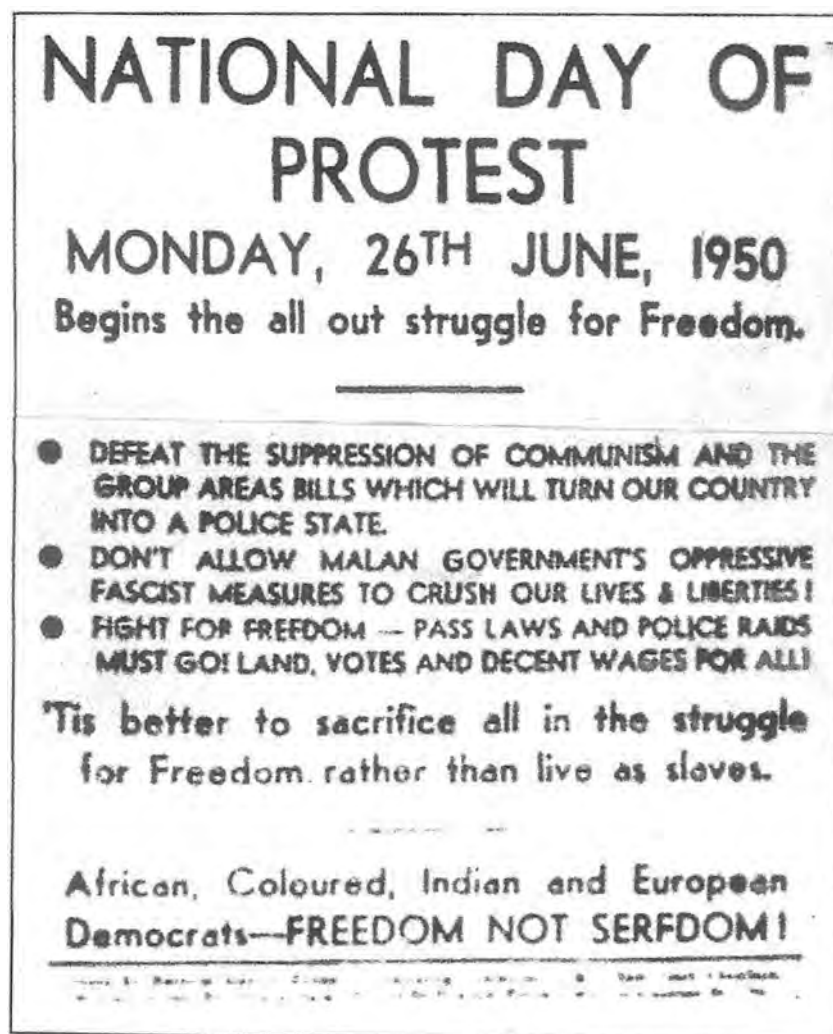 NATIONAL DAY OF
PROTEST
MONDAY, 26TH JUNE, 1950
Begins the all out struggle for Freedom.
● DEFEAT THE SUPPRESSION OF COMMUNISM AND THE
GROUP AREAS BILLS WHICH WILL TURN OUR COUNTRY
INTO A POLICE STATE.
● DON'T ALLOW MALAN GOVERNMENT'S OPPRESSIVE
FASCIST MEASURES TO CRUSH OUR LIVES & LIBERTIES!
● FIGHT FOR FREEDOM — PASS LAWS AND POLICE RAIDS
MUST GO! LAND, VOTES AND DECENT WAGES FOR ALL!
'Tis better to sacrifice all in the struggle
for Freedom rather than live as slaves.
African, Coloured, Indian and European
Democrats—FREEDOM NOT SERFDOM!